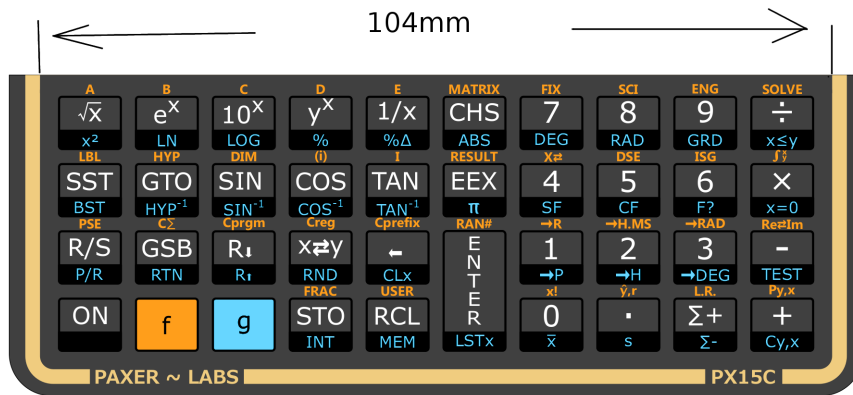 104mm
A B C D E MATRIX FIX SCI ENG SOLVE
√x eˣ 10ˣ yˣ 1/x CHS 7 8 9 ÷
x² LN LOG % %Δ ABS DEG RAD GRD x≤y
LBL HYP DIM (i) I RESULT X⇄ DSE ISG ∫
SST GTO SIN COS TAN EEX 4 5 6 ×
BST HYP⁻¹ SIN⁻¹ COS⁻¹ TAN⁻¹ π SF CF F? x=0
PSE CΣ Cprgm Creg Cprefix RAN# →R →H.MS →RAD Re⇄Im
R/S GSB R⬇ x⇄y ← ENTER 1 2 3 -
P/R RTN R⬆ RND CLx →P →H →DEG TEST
FRAC USER x! ŷ,r L.R. Py,x
ON f g STO RCL 0 · Σ+ +
INT MEM LSTx x̄ s Σ- Cy,x
PAXER ~ LABS PX15C